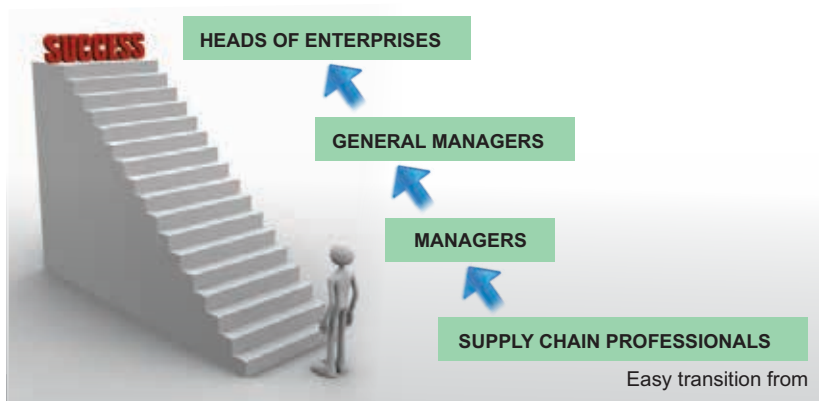 SUCCESS
HEADS OF ENTERPRISES
GENERAL MANAGERS
MANAGERS
SUPPLY CHAIN PROFESSIONALS
Easy transition from